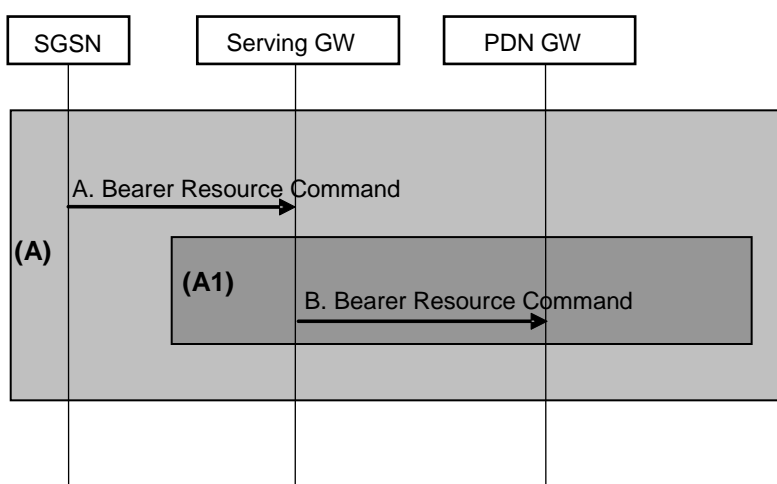 SGSN
Serving GW
PDN GW
A. Bearer Resource Command
(A)
(A1)
B. Bearer Resource Command